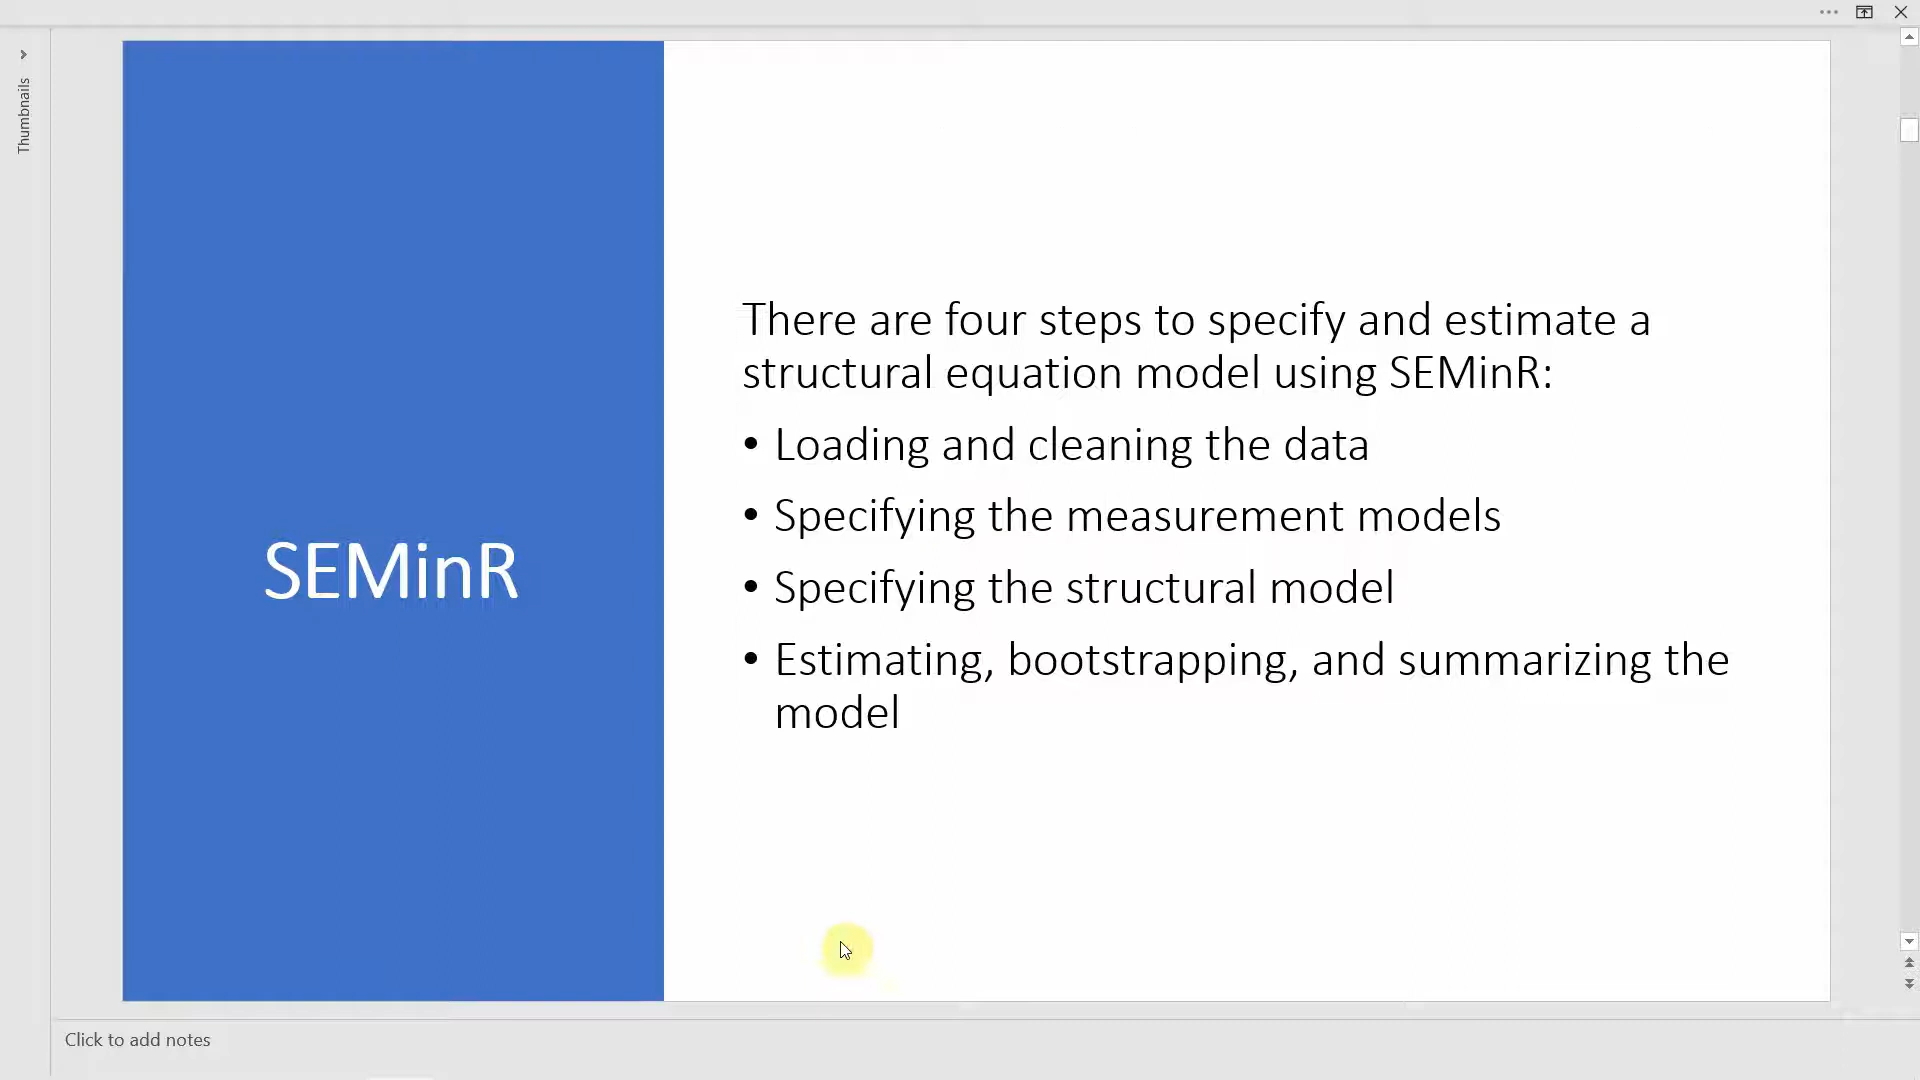 Thumbnails
SEMinR
There are four steps to specify and estimate a
structural equation model using SEMinR:
• Loading and cleaning the data
• Specifying the measurement models
• Specifying the structural model
• Estimating, bootstrapping, and summarizing the
model
Click to add notes